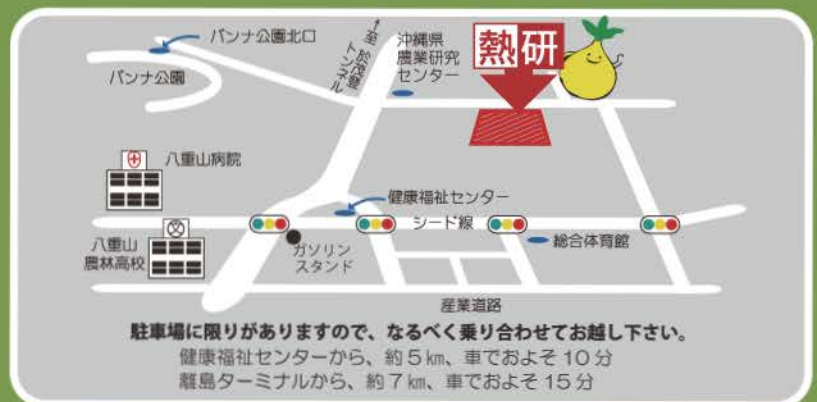 バンナ公園北口
バンナ公園
←至 於茂登
トンネル
沖縄県
農業研究
センター
熱研
八重山病院
健康福祉センター
シード線
八重山
農林高校
ガソリン
スタンド
総合体育館
産業道路
駐車場に限りがありますので、なるべく乗り合わせてお越し下さい。
健康福祉センターから、約5㎞、車でおよそ10分
離島ターミナルから、約7㎞、車でおよそ15分